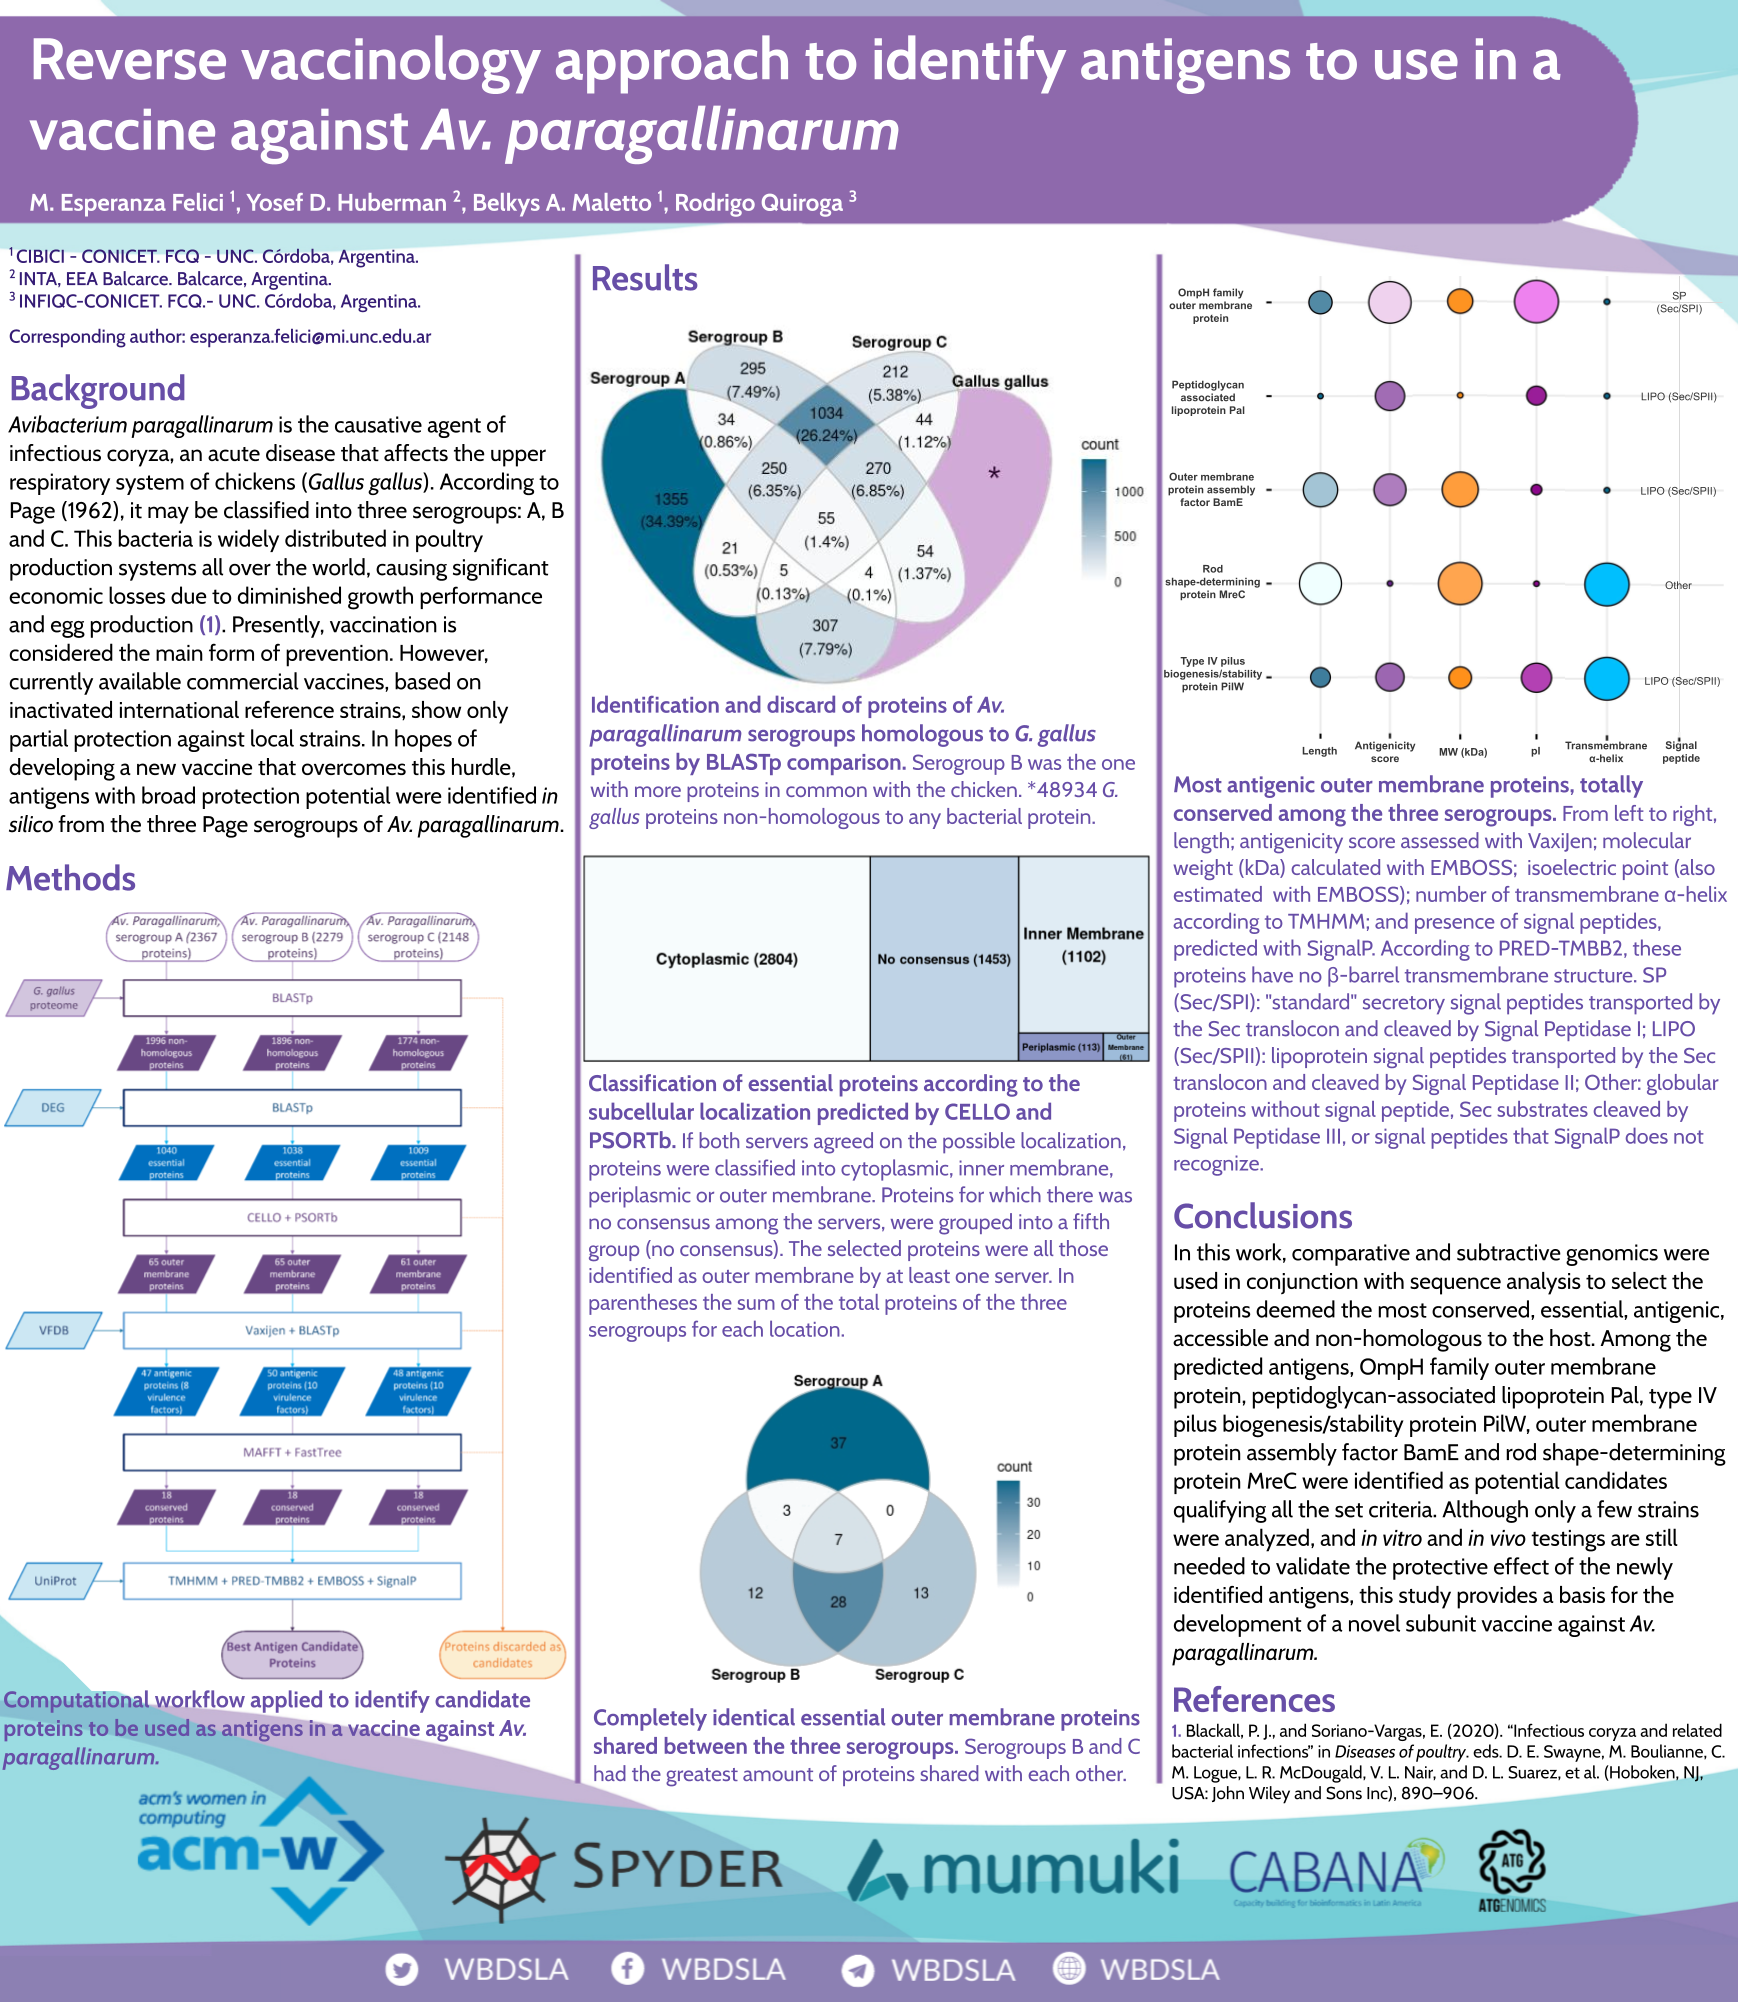 Reverse vaccinology approach to identify antigens to use in a
vaccine against Av. paragallinarum
M. Esperanza Felici 1, Yosef D. Huberman 2, Belkys A. Maletto 1, Rodrigo Quiroga 3
1 CIBICI - CONICET. FCQ - UNC. Córdoba, Argentina.
2 INTA, EEA Balcarce. Balcarce, Argentina.
3 INFIQC-CONICET. FCQ.- UNC. Córdoba, Argentina.
Corresponding author: esperanza.felici@mi.unc.edu.ar
Background
Avibacterium paragallinarum is the causative agent of
infectious coryza, an acute disease that affects the upper
respiratory system of chickens (Gallus gallus). According to
Page (1962), it may be classified into three serogroups: A, B
and C. This bacteria is widely distributed in poultry
production systems all over the world, causing significant
economic losses due to diminished growth performance
and egg production (1). Presently, vaccination is
considered the main form of prevention. However,
currently available commercial vaccines, based on
inactivated international reference strains, show only
partial protection against local strains. In hopes of
developing a new vaccine that overcomes this hurdle,
antigens with broad protection potential were identified in
silico from the three Page serogroups of Av. paragallinarum.
Methods
Av. Paragallinarum,
serogroup A (2367
proteins)
Av. Paragallinarum,
serogroup B (2279
proteins)
Av. Paragallinarum,
serogroup C (2148
proteins)
G. gallus
proteome
BLASTp
1996 non-
homologous
proteins
1896 non-
homologous
proteins
1774 non-
homologous
proteins
DEG
BLASTp
1040
essential
proteins
1038
essential
proteins
1009
essential
proteins
CELLO + PSORTb
65 outer
membrane
proteins
65 outer
membrane
proteins
61 outer
membrane
proteins
VFDB
Vaxijen + BLASTp
47 antigenic
proteins (8
virulence
factors)
50 antigenic
proteins (10
virulence
factors)
48 antigenic
proteins (10
virulence
factors)
MAFFT + FastTree
18
conserved
proteins
18
conserved
proteins
18
conserved
proteins
UniProt
TMHMM + PRED-TMBB2 + EMBOSS + SignalP
Best Antigen Candidate
Proteins
Proteins discarded as
candidates
Computational workflow applied to identify candidate
proteins to be used as antigens in a vaccine against Av.
paragallinarum.
Results
Serogroup A
Serogroup B
Serogroup C
Gallus gallus
295
(7.49%)
212
(5.38%)
34
(0.86%)
1034
(26.24%)
44
(1.12%)
1355
(34.39%)
250
(6.35%)
270
(6.85%)
*
55
(1.4%)
21
(0.53%)
54
(1.37%)
5
(0.13%)
4
(0.1%)
307
(7.79%)
count
1000
500
0
Identification and discard of proteins of Av.
paragallinarum serogroups homologous to G. gallus
proteins by BLASTp comparison. Serogroup B was the one
with more proteins in common with the chicken. *48934 G.
gallus proteins non-homologous to any bacterial protein.
Cytoplasmic (2804)
No consensus (1453)
Inner Membrane
(1102)
Periplasmic (113)
Outer
Membrane
(61)
Classification of essential proteins according to the
subcellular localization predicted by CELLO and
PSORTb. If both servers agreed on the possible localization,
proteins were classified into cytoplasmic, inner membrane,
periplasmic or outer membrane. Proteins for which there was
no consensus among the servers, were grouped into a fifth
group (no consensus). The selected proteins were all those
identified as outer membrane by at least one server. In
parentheses the sum of the total proteins of the three
serogroups for each location.
Serogroup A
37
3
0
7
12
28
13
Serogroup B
Serogroup C
count
30
20
10
0
Completely identical essential outer membrane proteins
shared between the three serogroups. Serogroups B and C
had the greatest amount of proteins shared with each other.
OmpH family
outer membrane
protein
SP
(Sec/SPI)
Peptidoglycan
associated
lipoprotein Pal
LIPO (Sec/SPII)
Outer membrane
protein assembly
factor BamE
LIPO (Sec/SPII)
Rod
shape-determining
protein MreC
Other
Type IV pilus
biogenesis/stability
protein PilW
LIPO (Sec/SPII)
Length
Antigenicity
score
MW (kDa)
pI
Transmembrane
α-helix
Signal
peptide
Most antigenic outer membrane proteins, totally
conserved among the three serogroups. From left to right,
length; antigenicity score assessed with VaxiJen; molecular
weight (kDa) calculated with EMBOSS; isoelectric point (also
estimated with EMBOSS); number of transmembrane α-helix
according to TMHMM; and presence of signal peptides,
predicted with SignalP. According to PRED-TMBB2, these
proteins have no β-barrel transmembrane structure. SP
(Sec/SPI): "standard" secretory signal peptides transported by
the Sec translocon and cleaved by Signal Peptidase I; LIPO
(Sec/SPII): lipoprotein signal peptides transported by the Sec
translocon and cleaved by Signal Peptidase II; Other: globular
proteins without signal peptide, Sec substrates cleaved by
Signal Peptidase III, or signal peptides that SignalP does not
recognize.
Conclusions
In this work, comparative and subtractive genomics were
used in conjunction with sequence analysis to select the
proteins deemed the most conserved, essential, antigenic,
accessible and non-homologous to the host. Among the
predicted antigens, OmpH family outer membrane
protein, peptidoglycan-associated lipoprotein Pal, type IV
pilus biogenesis/stability protein PilW, outer membrane
protein assembly factor BamE and rod shape-determining
protein MreC were identified as potential candidates
qualifying all the set criteria. Although only a few strains
were analyzed, and in vitro and in vivo testings are still
needed to validate the protective effect of the newly
identified antigens, this study provides a basis for the
development of a novel subunit vaccine against Av.
paragallinarum.
References
1. Blackall, P. J., and Soriano-Vargas, E. (2020). “Infectious coryza and related
bacterial infections” in Diseases of poultry. eds. D. E. Swayne, M. Boulianne, C.
M. Logue, L. R. McDougald, V. L. Nair, and D. L. Suarez, et al. (Hoboken, NJ,
USA: John Wiley and Sons Inc), 890–906.
acm's women in
computing
acm-w
SPYDER
mumuki
CABANA
Capacity building for bioinformatics in Latin America
ATG
ATGENOMICS
WBDSLA
WBDSLA
WBDSLA
WBDSLA